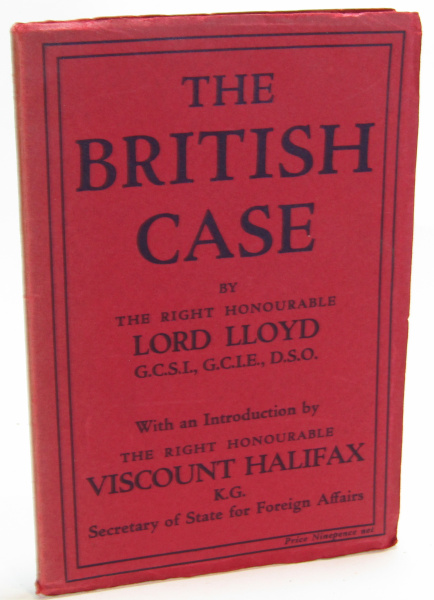 THE
BRITISH
CASE
BY
THE RIGHT HONOURABLE
LORD LLOYD
G.C.S.I., G.C.I.E., D.S.O.
With an Introduction by
THE RIGHT HONOURABLE
VISCOUNT HALIFAX
K.G.
Secretary of State for Foreign Affairs
Price Ninepence net